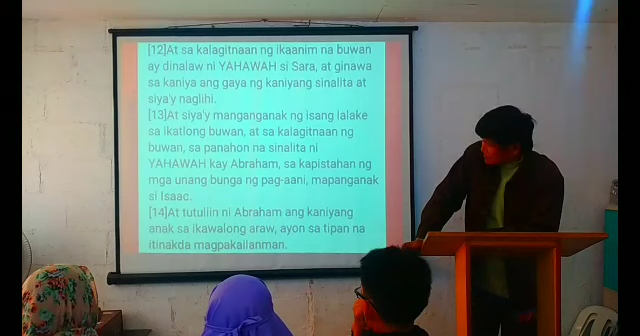 [12]At sa kalagitnaan ng ikaanim na buwan
ay dinalaw ni YAHAWAH si Sara, at ginawa
sa kaniya ang gaya ng kaniyang sinalita at
siya'y naglihi.
[13]At siya'y manganganak ng isang lalake
sa ikatlong buwan, at sa kalagitnaan ng
buwan, sa panahon na sinalita ni
YAHAWAH kay Abraham, sa kapistahan ng
mga unang bunga ng pag-aani, mapanganak
si Isaac.
[14]At tutuliin ni Abraham ang kaniyang
anak sa ikawalong araw, ayon sa tipan na
itinakda magpakailanman.